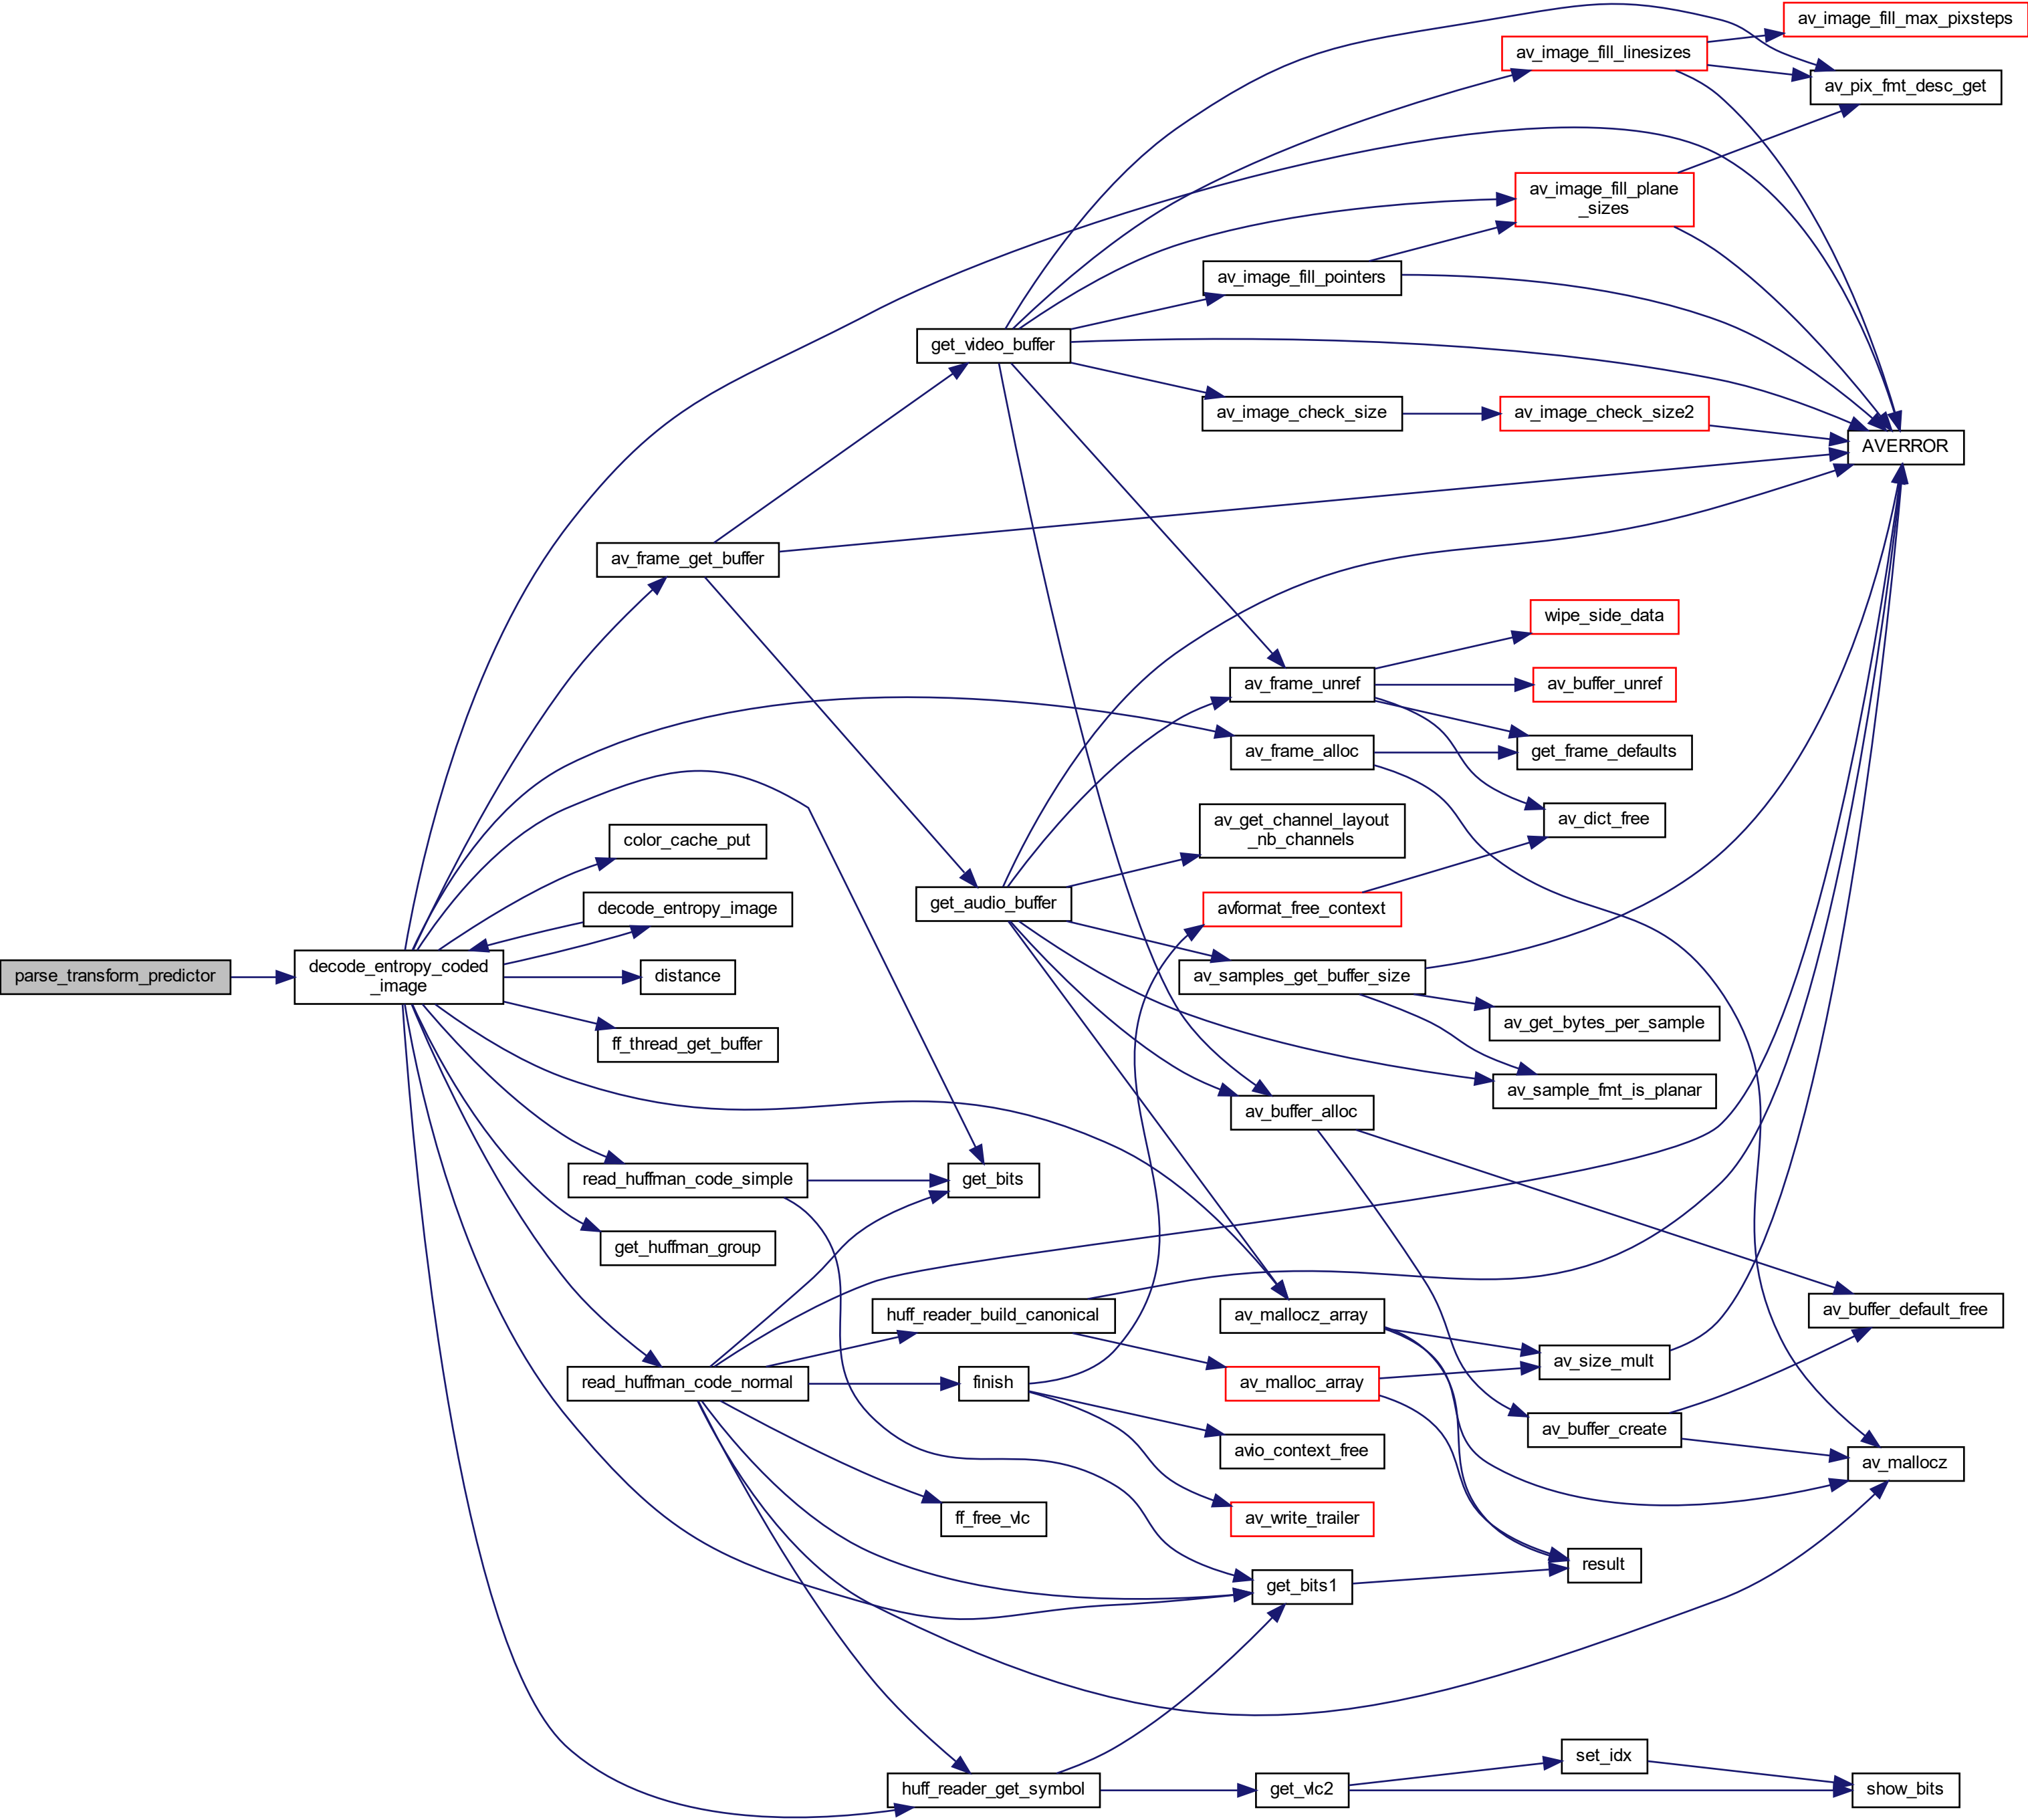 av_image_fill_max_pixsteps
av_image_fill_linesizes
av_pix_fmt_desc_get
av_image_fill_plane
_sizes
av_image_fill_pointers
get_video_buffer
av_image_check_size
av_image_check_size2
AVERROR
av_frame_get_buffer
wipe_side_data
av_frame_unref
av_buffer_unref
av_frame_alloc
get_frame_defaults
av_dict_free
color_cache_put
av_get_channel_layout
_nb_channels
decode_entropy_image
get_audio_buffer
avformat_free_context
parse_transform_predictor
decode_entropy_coded
_image
distance
av_samples_get_buffer_size
ff_thread_get_buffer
av_get_bytes_per_sample
av_sample_fmt_is_planar
av_buffer_alloc
read_huffman_code_simple
get_bits
get_huffman_group
huff_reader_build_canonical
av_mallocz_array
av_buffer_default_free
av_size_mult
read_huffman_code_normal
finish
av_malloc_array
av_buffer_create
avio_context_free
av_mallocz
ff_free_vlc
av_write_trailer
result
get_bits1
set_idx
huff_reader_get_symbol
get_vlc2
show_bits